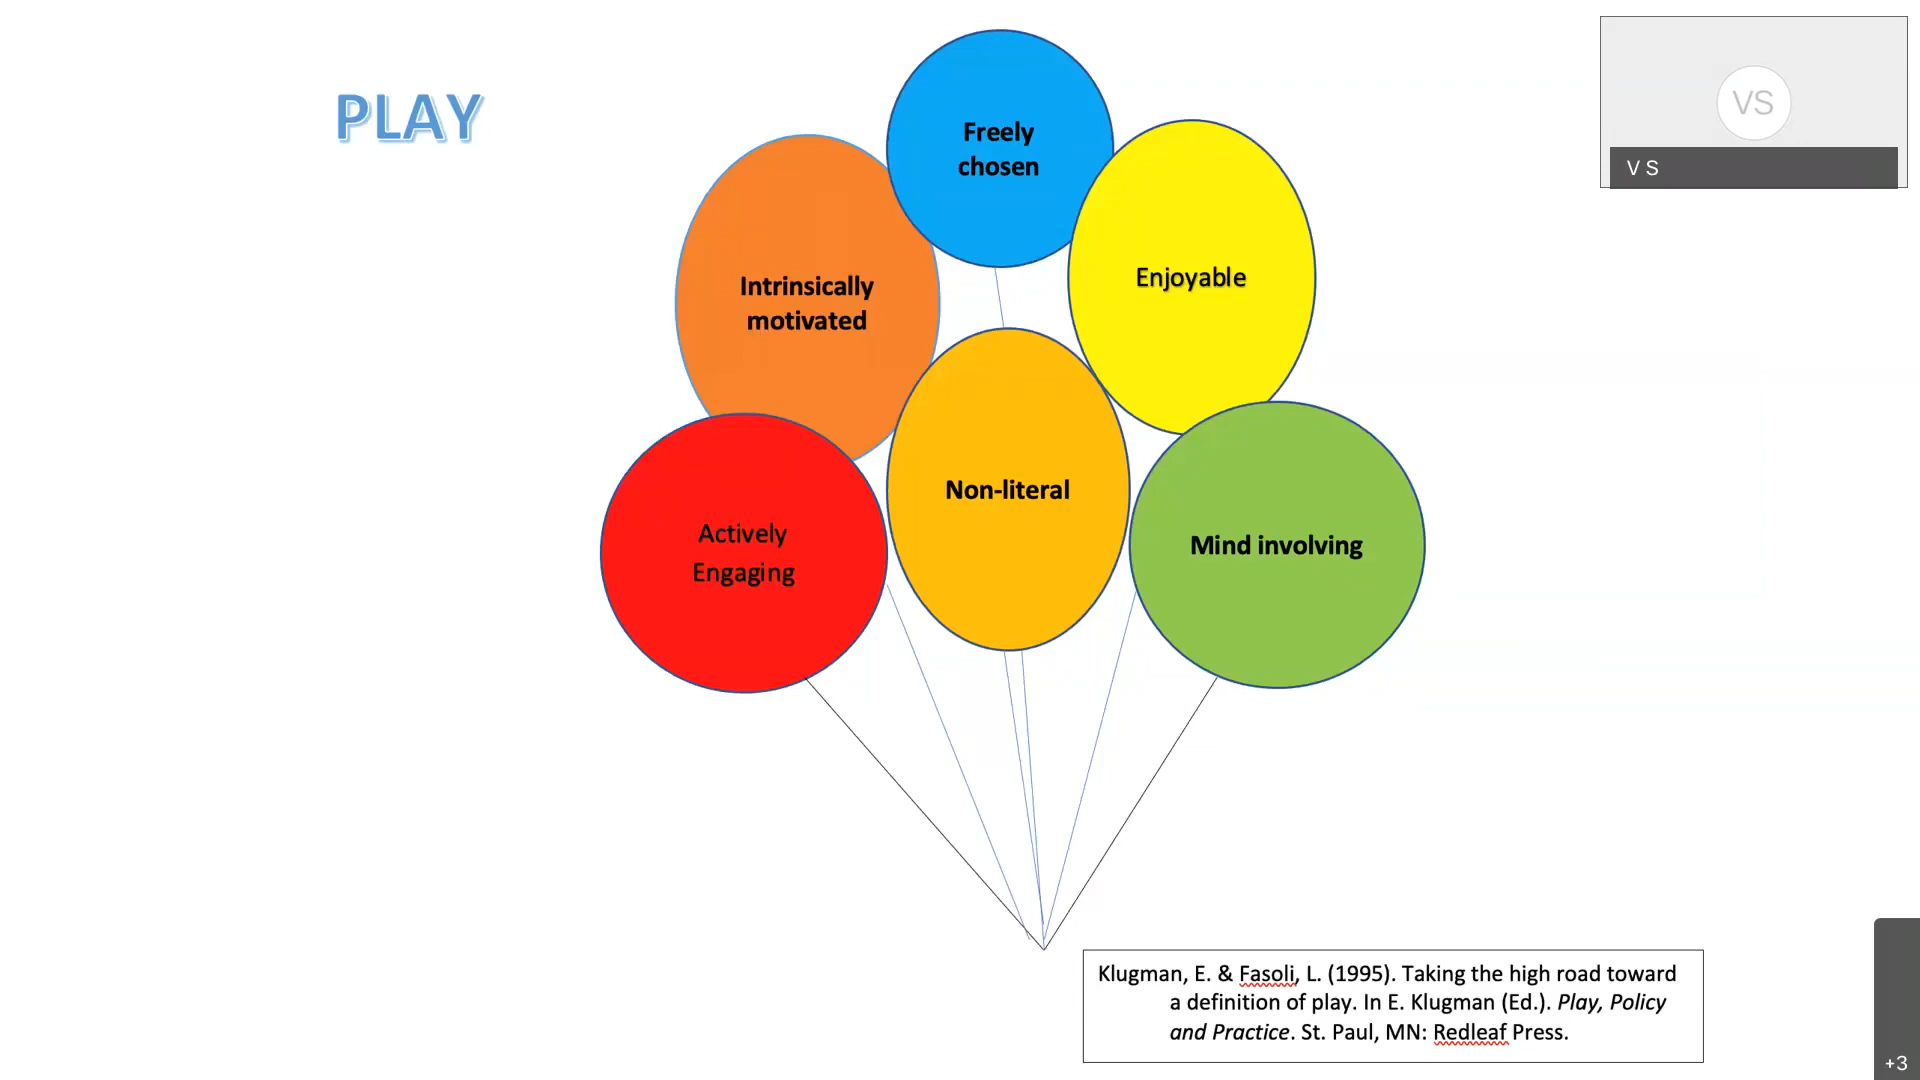 PLAY
Freely
chosen
Intrinsically
motivated
Enjoyable
Non-literal
Actively
Engaging
Mind involving
VS
V S
Klugman, E. & Fasoli, L. (1995). Taking the high road toward
a definition of play. In E. Klugman (Ed.). Play, Policy
and Practice. St. Paul, MN: Redleaf Press.
+3